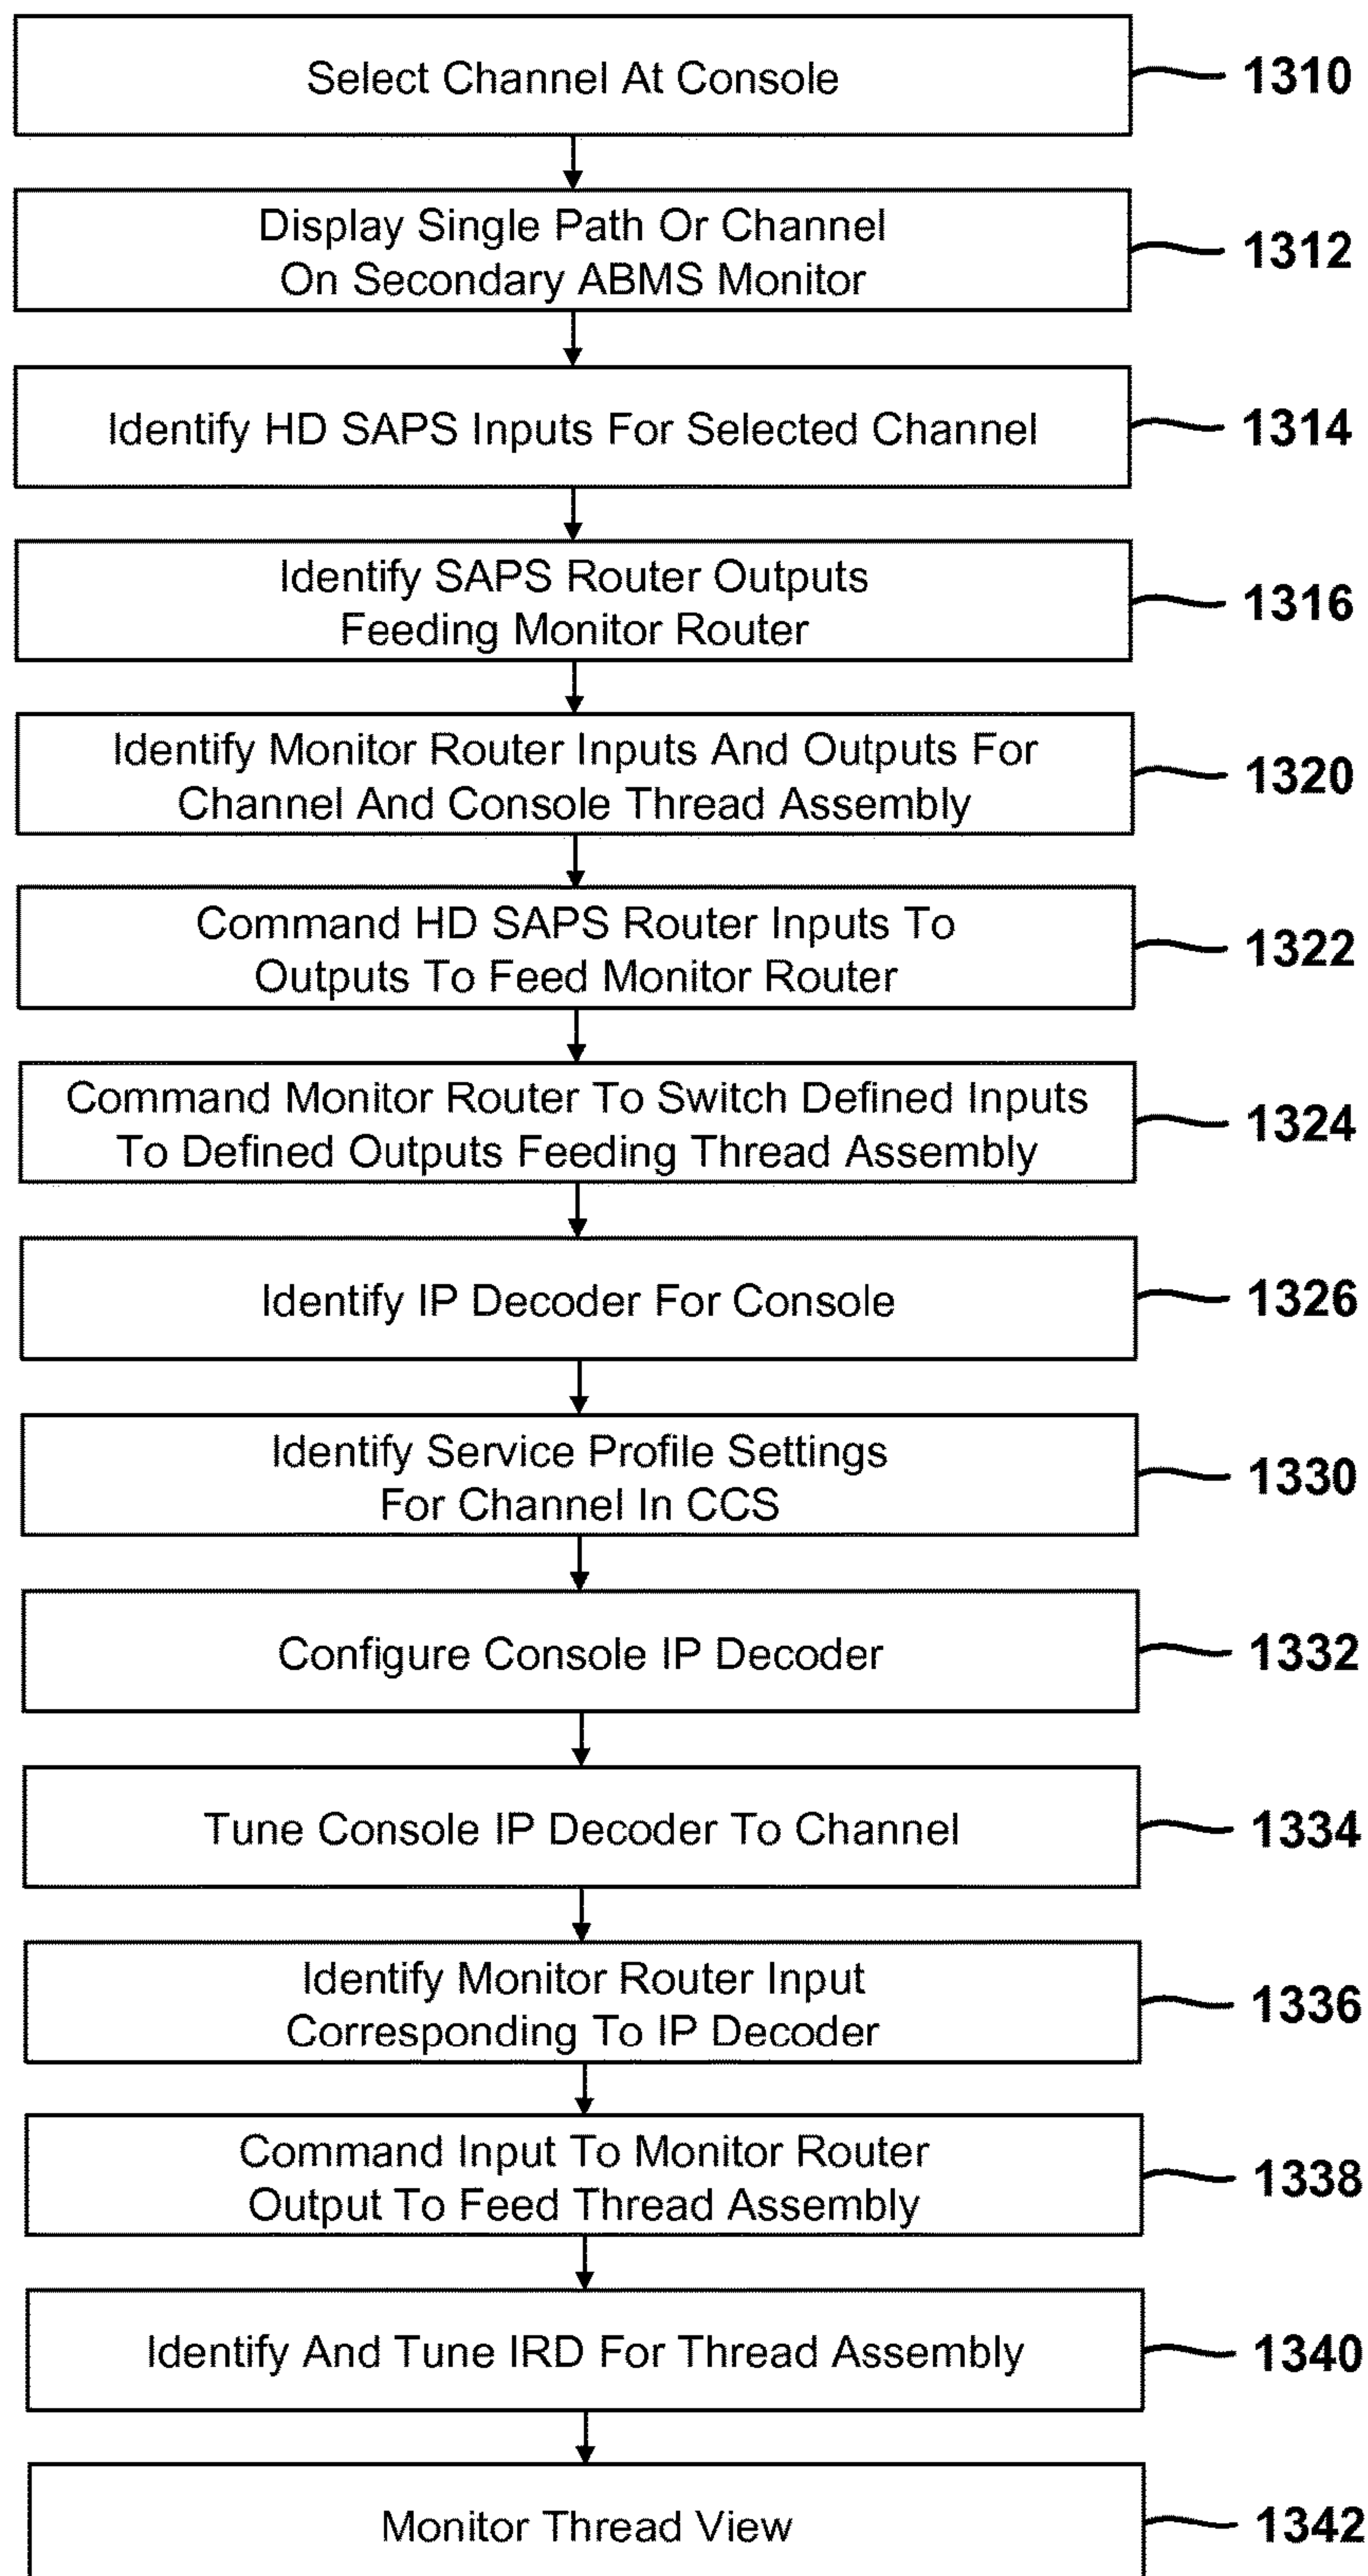 Select Channel At Console
1310
Display Single Path Or Channel
On Secondary ABMS Monitor
1312
Identify HD SAPS Inputs For Selected Channel
1314
Identify SAPS Router Outputs
Feeding Monitor Router
1316
Identify Monitor Router Inputs And Outputs For
Channel And Console Thread Assembly
1320
Command HD SAPS Router Inputs To
Outputs To Feed Monitor Router
1322
Command Monitor Router To Switch Defined Inputs
To Defined Outputs Feeding Thread Assembly
1324
Identify IP Decoder For Console
1326
Identify Service Profile Settings
For Channel In CCS
1330
Configure Console IP Decoder
1332
Tune Console IP Decoder To Channel
1334
Identify Monitor Router Input
Corresponding To IP Decoder
1336
Command Input To Monitor Router
Output To Feed Thread Assembly
1338
Identify And Tune IRD For Thread Assembly
1340
Monitor Thread View
1342